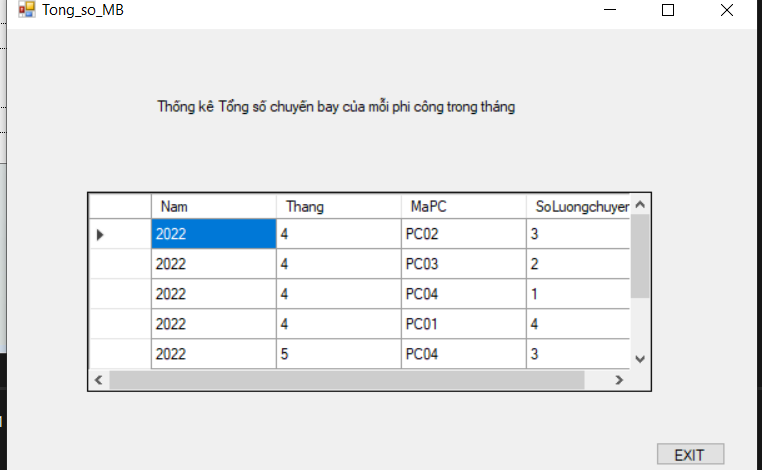 Tong_so_MB
Thống kê Tổng số chuyến bay của mỗi phi công trong tháng
Nam Thang MaPC SoLuongchuyen
2022 4 PC02 3
2022 4 PC03 2
2022 4 PC04 1
2022 4 PC01 4
2022 5 PC04 3
EXIT